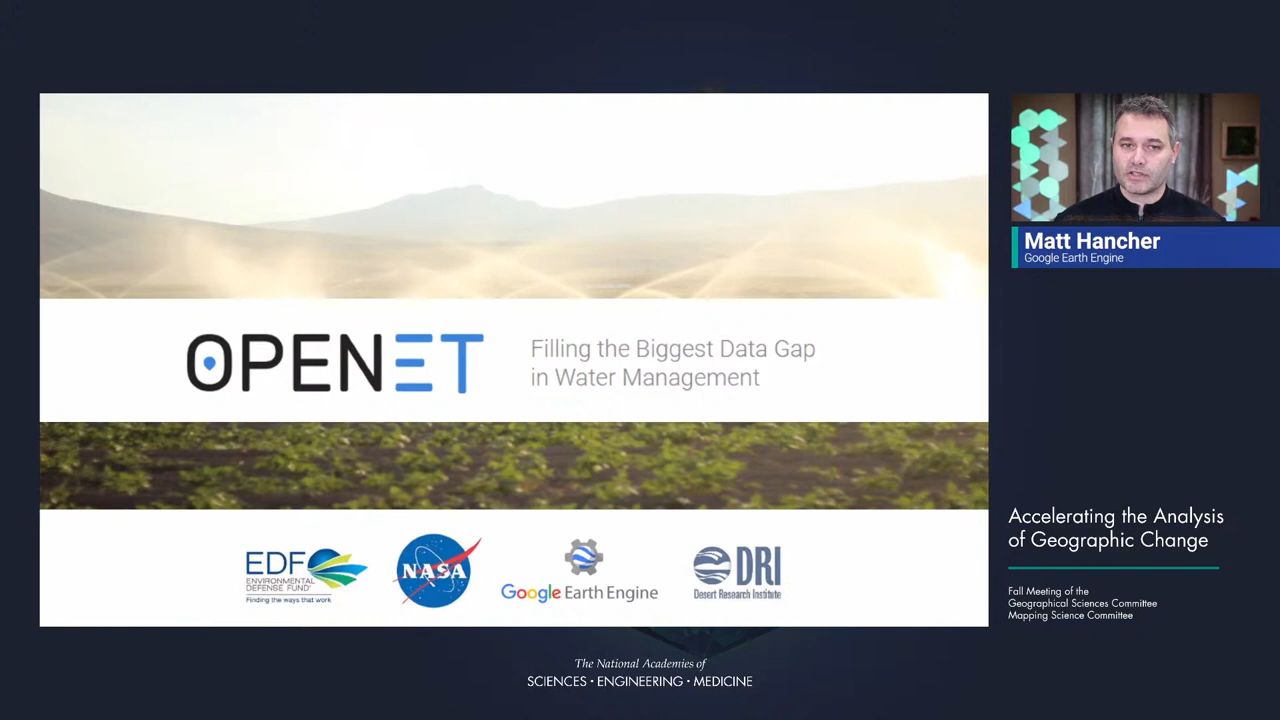 OPENET
Filling the Biggest Data Gap
in Water Management
EDF
ENVIRONMENTAL
DEFENSE FUND®
Finding the ways that work
NASA
Google Earth Engine
DRI
Desert Research Institute
Matt Hancher
Google Earth Engine
Accelerating the Analysis
of Geographic Change
Fall Meeting of the
Geographical Sciences Committee
Mapping Science Committee
The National Academies of
SCIENCES · ENGINEERING · MEDICINE